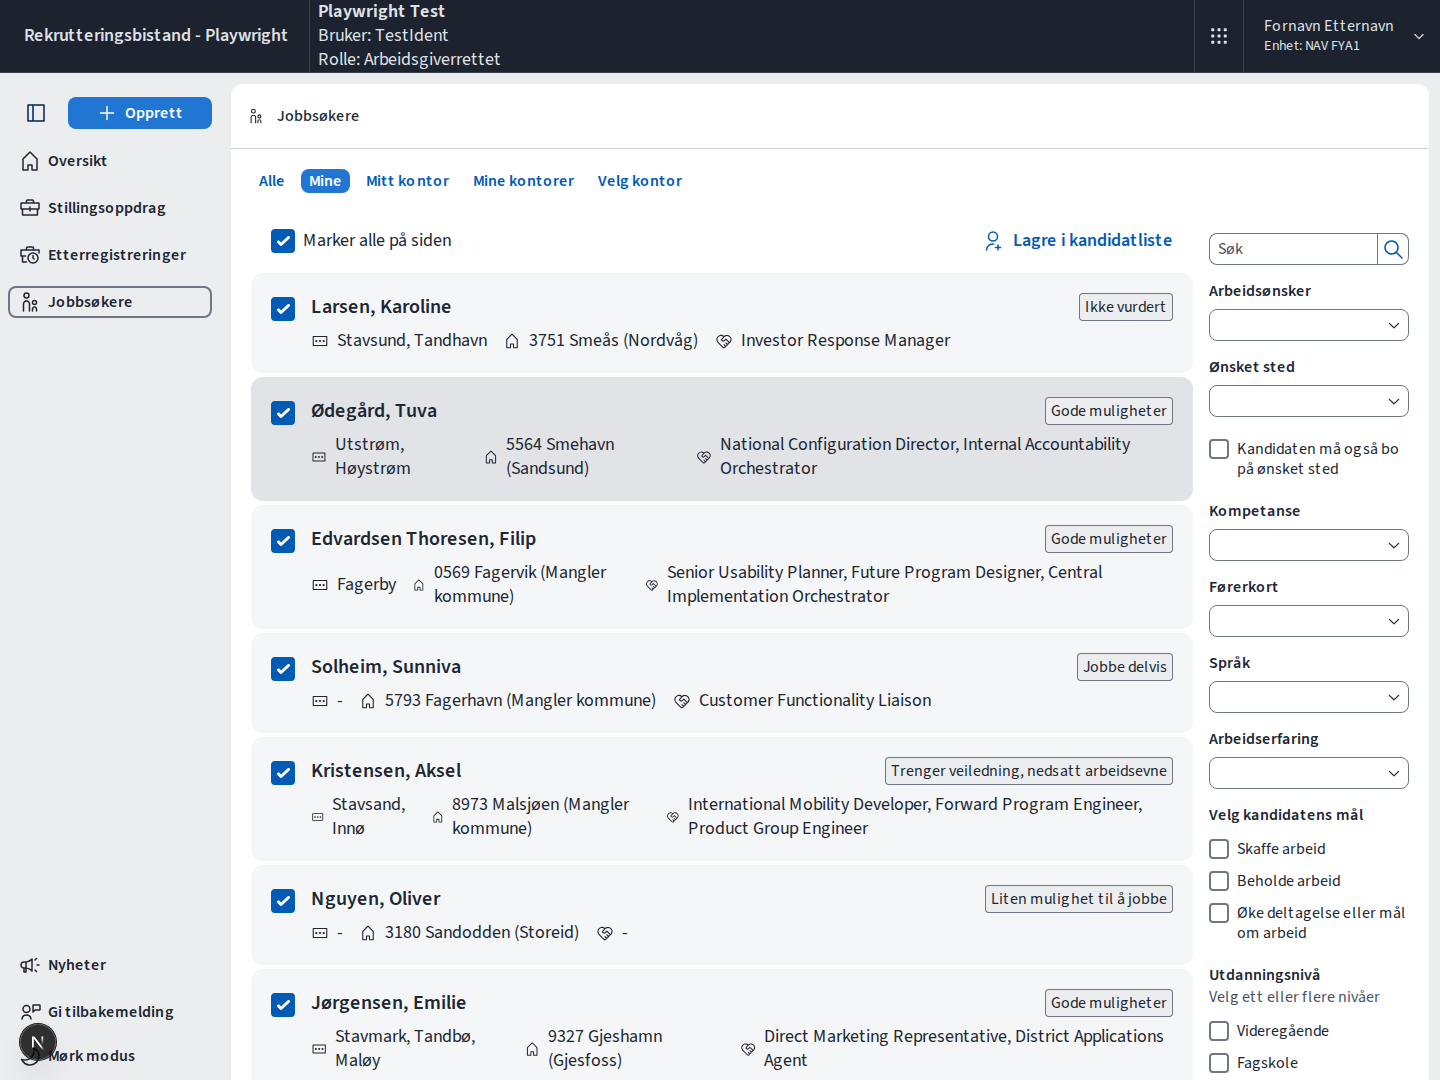 Rekrutteringsbistand - Playwright
Playwright Test
Bruker: TestIdent
Rolle: Arbeidsgiverrettet
Fornavn Etternavn
Enhet: NAV FYA1
Opprett
Oversikt
Stillingsoppdrag
Etterregistreringer
Jobbsøkere
Nyheter
Gi tilbakemelding
N
Mørk modus
Jobbsøkere
Alle
Mine
Mitt kontor
Mine kontorer
Velg kontor
Marker alle på siden
Lagre i kandidatliste
Larsen, Karoline
Ikke vurdert
Stavsund, Tandhavn
3751 Smeås (Nordvåg)
Investor Response Manager
Ødegård, Tuva
Gode muligheter
Utstrøm,
Høystrøm
5564 Smehavn
(Sandsund)
National Configuration Director, Internal Accountability
Orchestrator
Edvardsen Thoresen, Filip
Gode muligheter
Fagerby
0569 Fagervik (Mangler
kommune)
Senior Usability Planner, Future Program Designer, Central
Implementation Orchestrator
Solheim, Sunniva
Jobbe delvis
-
5793 Fagerhavn (Mangler kommune)
Customer Functionality Liaison
Kristensen, Aksel
Trenger veiledning, nedsatt arbeidsevne
Stavsand,
Innø
8973 Malsjøen (Mangler
kommune)
International Mobility Developer, Forward Program Engineer,
Product Group Engineer
Nguyen, Oliver
Liten mulighet til å jobbe
-
3180 Sandodden (Storeid)
-
Jørgensen, Emilie
Gode muligheter
Stavmark, Tandbø,
Maløy
9327 Gjeshamn
(Gjesfoss)
Direct Marketing Representative, District Applications
Agent
Søk
Arbeidsønsker
Ønsket sted
Kandidaten må også bo
på ønsket sted
Kompetanse
Førerkort
Språk
Arbeidserfaring
Velg kandidatens mål
Skaffe arbeid
Beholde arbeid
Øke deltagelse eller mål
om arbeid
Utdanningsnivå
Velg ett eller flere nivåer
Videregående
Fagskole